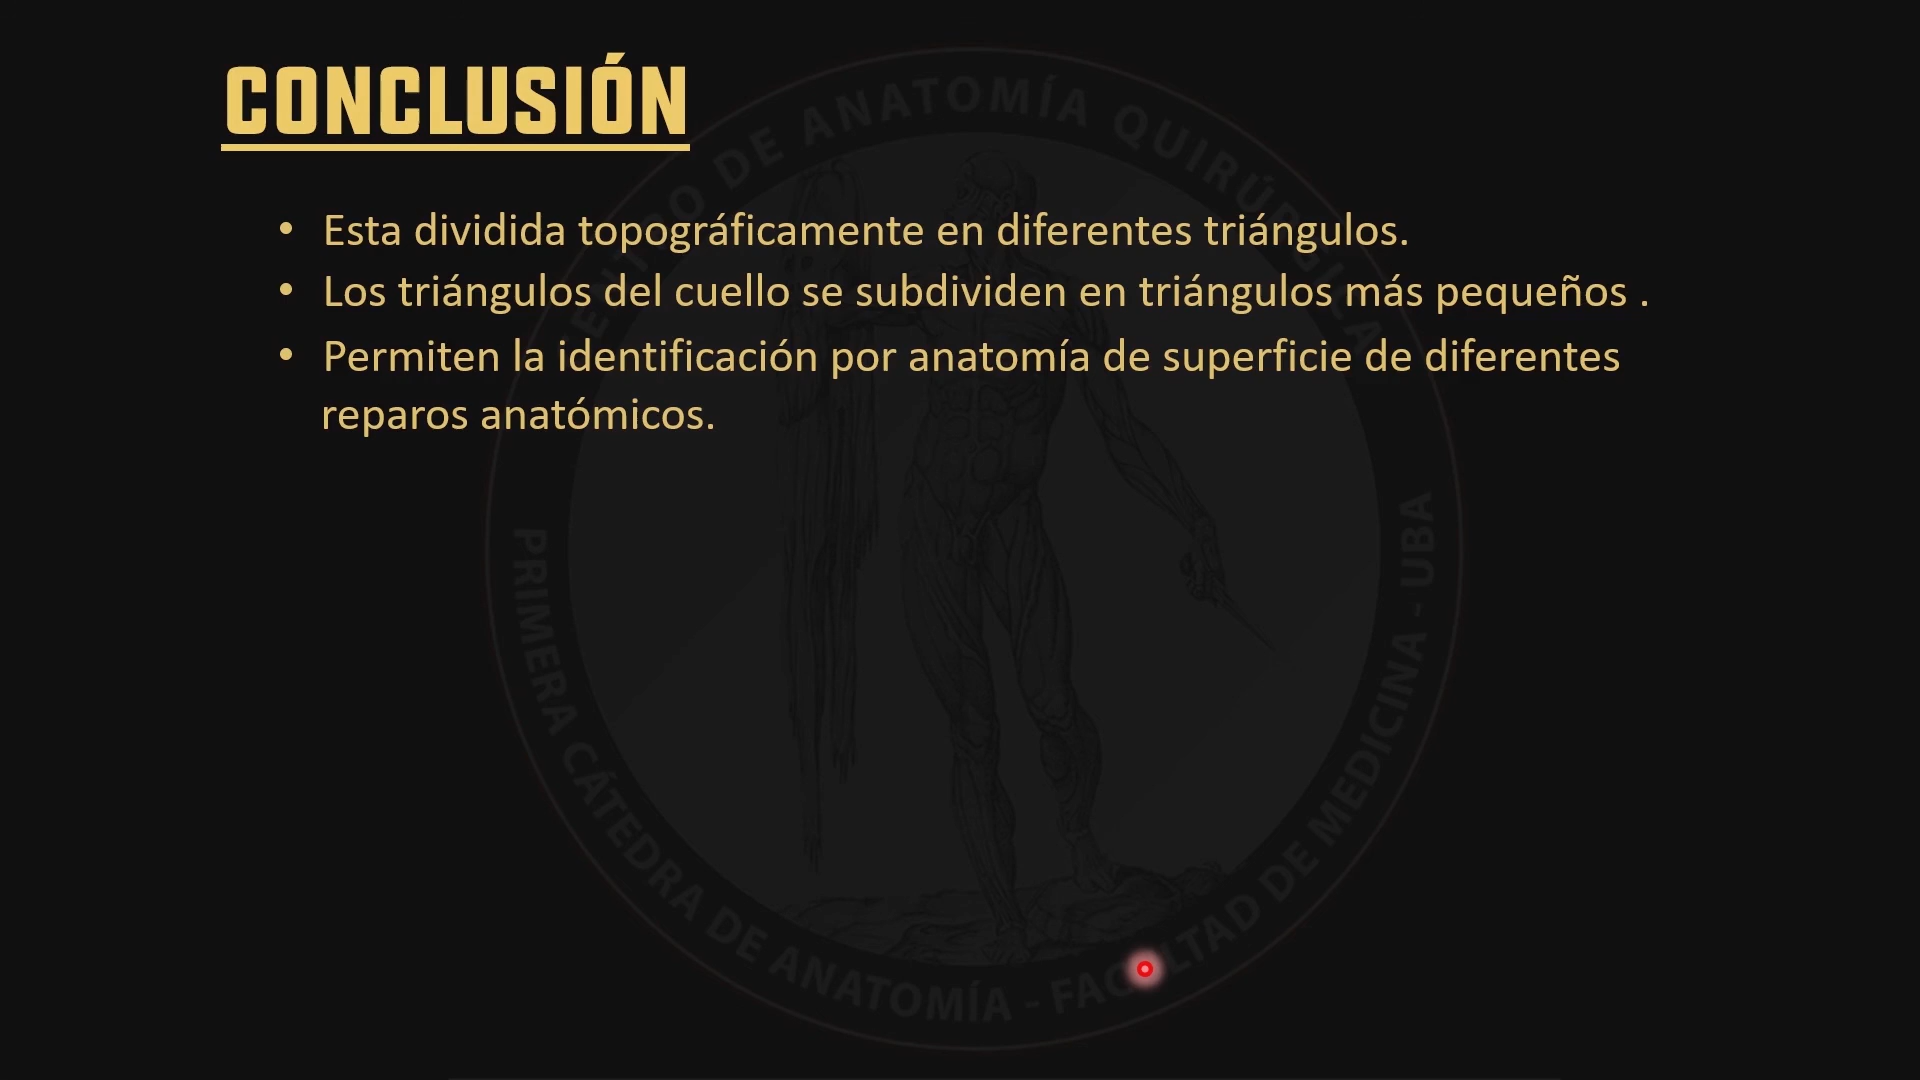 CONCLUSIÓN
• Esta dividida topográficamente en diferentes triángulos.
• Los triángulos del cuello se subdividen en triángulos más pequeños .
• Permiten la identificación por anatomía de superficie de diferentes
reparos anatómicos.
CENTRO DE ANATOMÍA QUIRÚRGICA
PRIMERA CÁTEDRA DE ANATOMÍA - FACULTAD DE MEDICINA - UBA